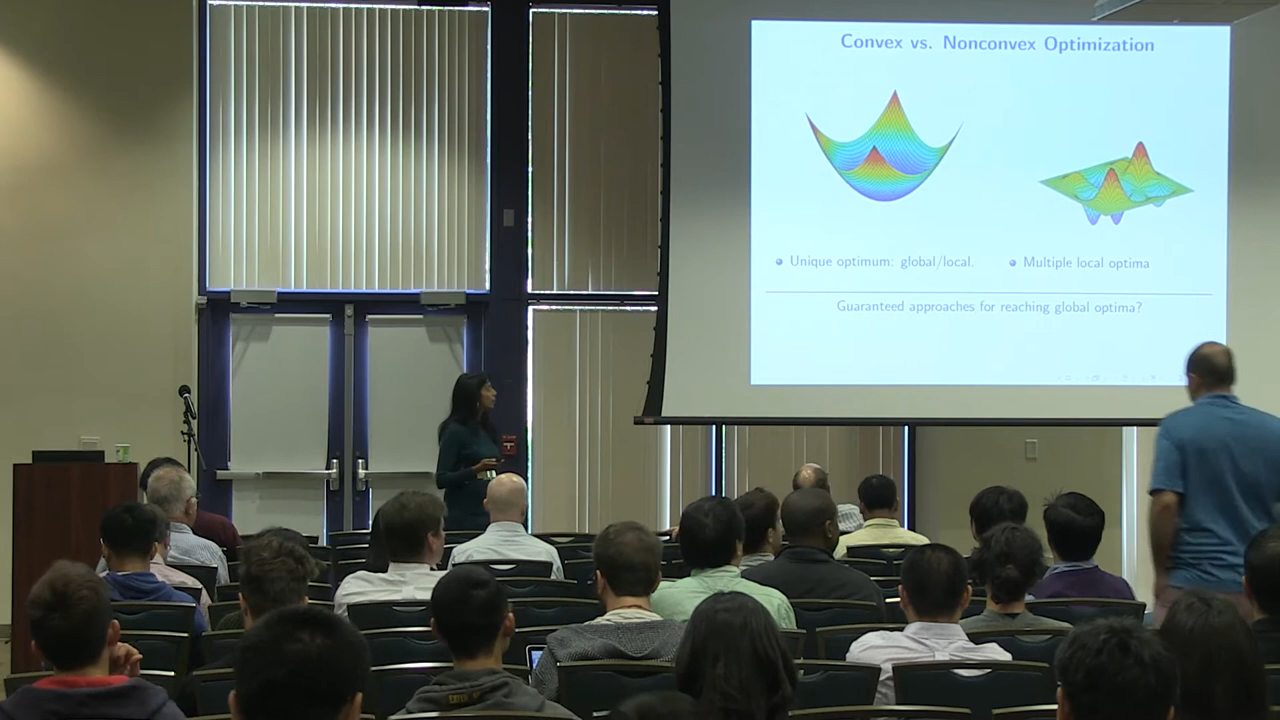 Convex vs. Nonconvex Optimization
Unique optimum: global/local.
Multiple local optima
Guaranteed approaches for reaching global optima?